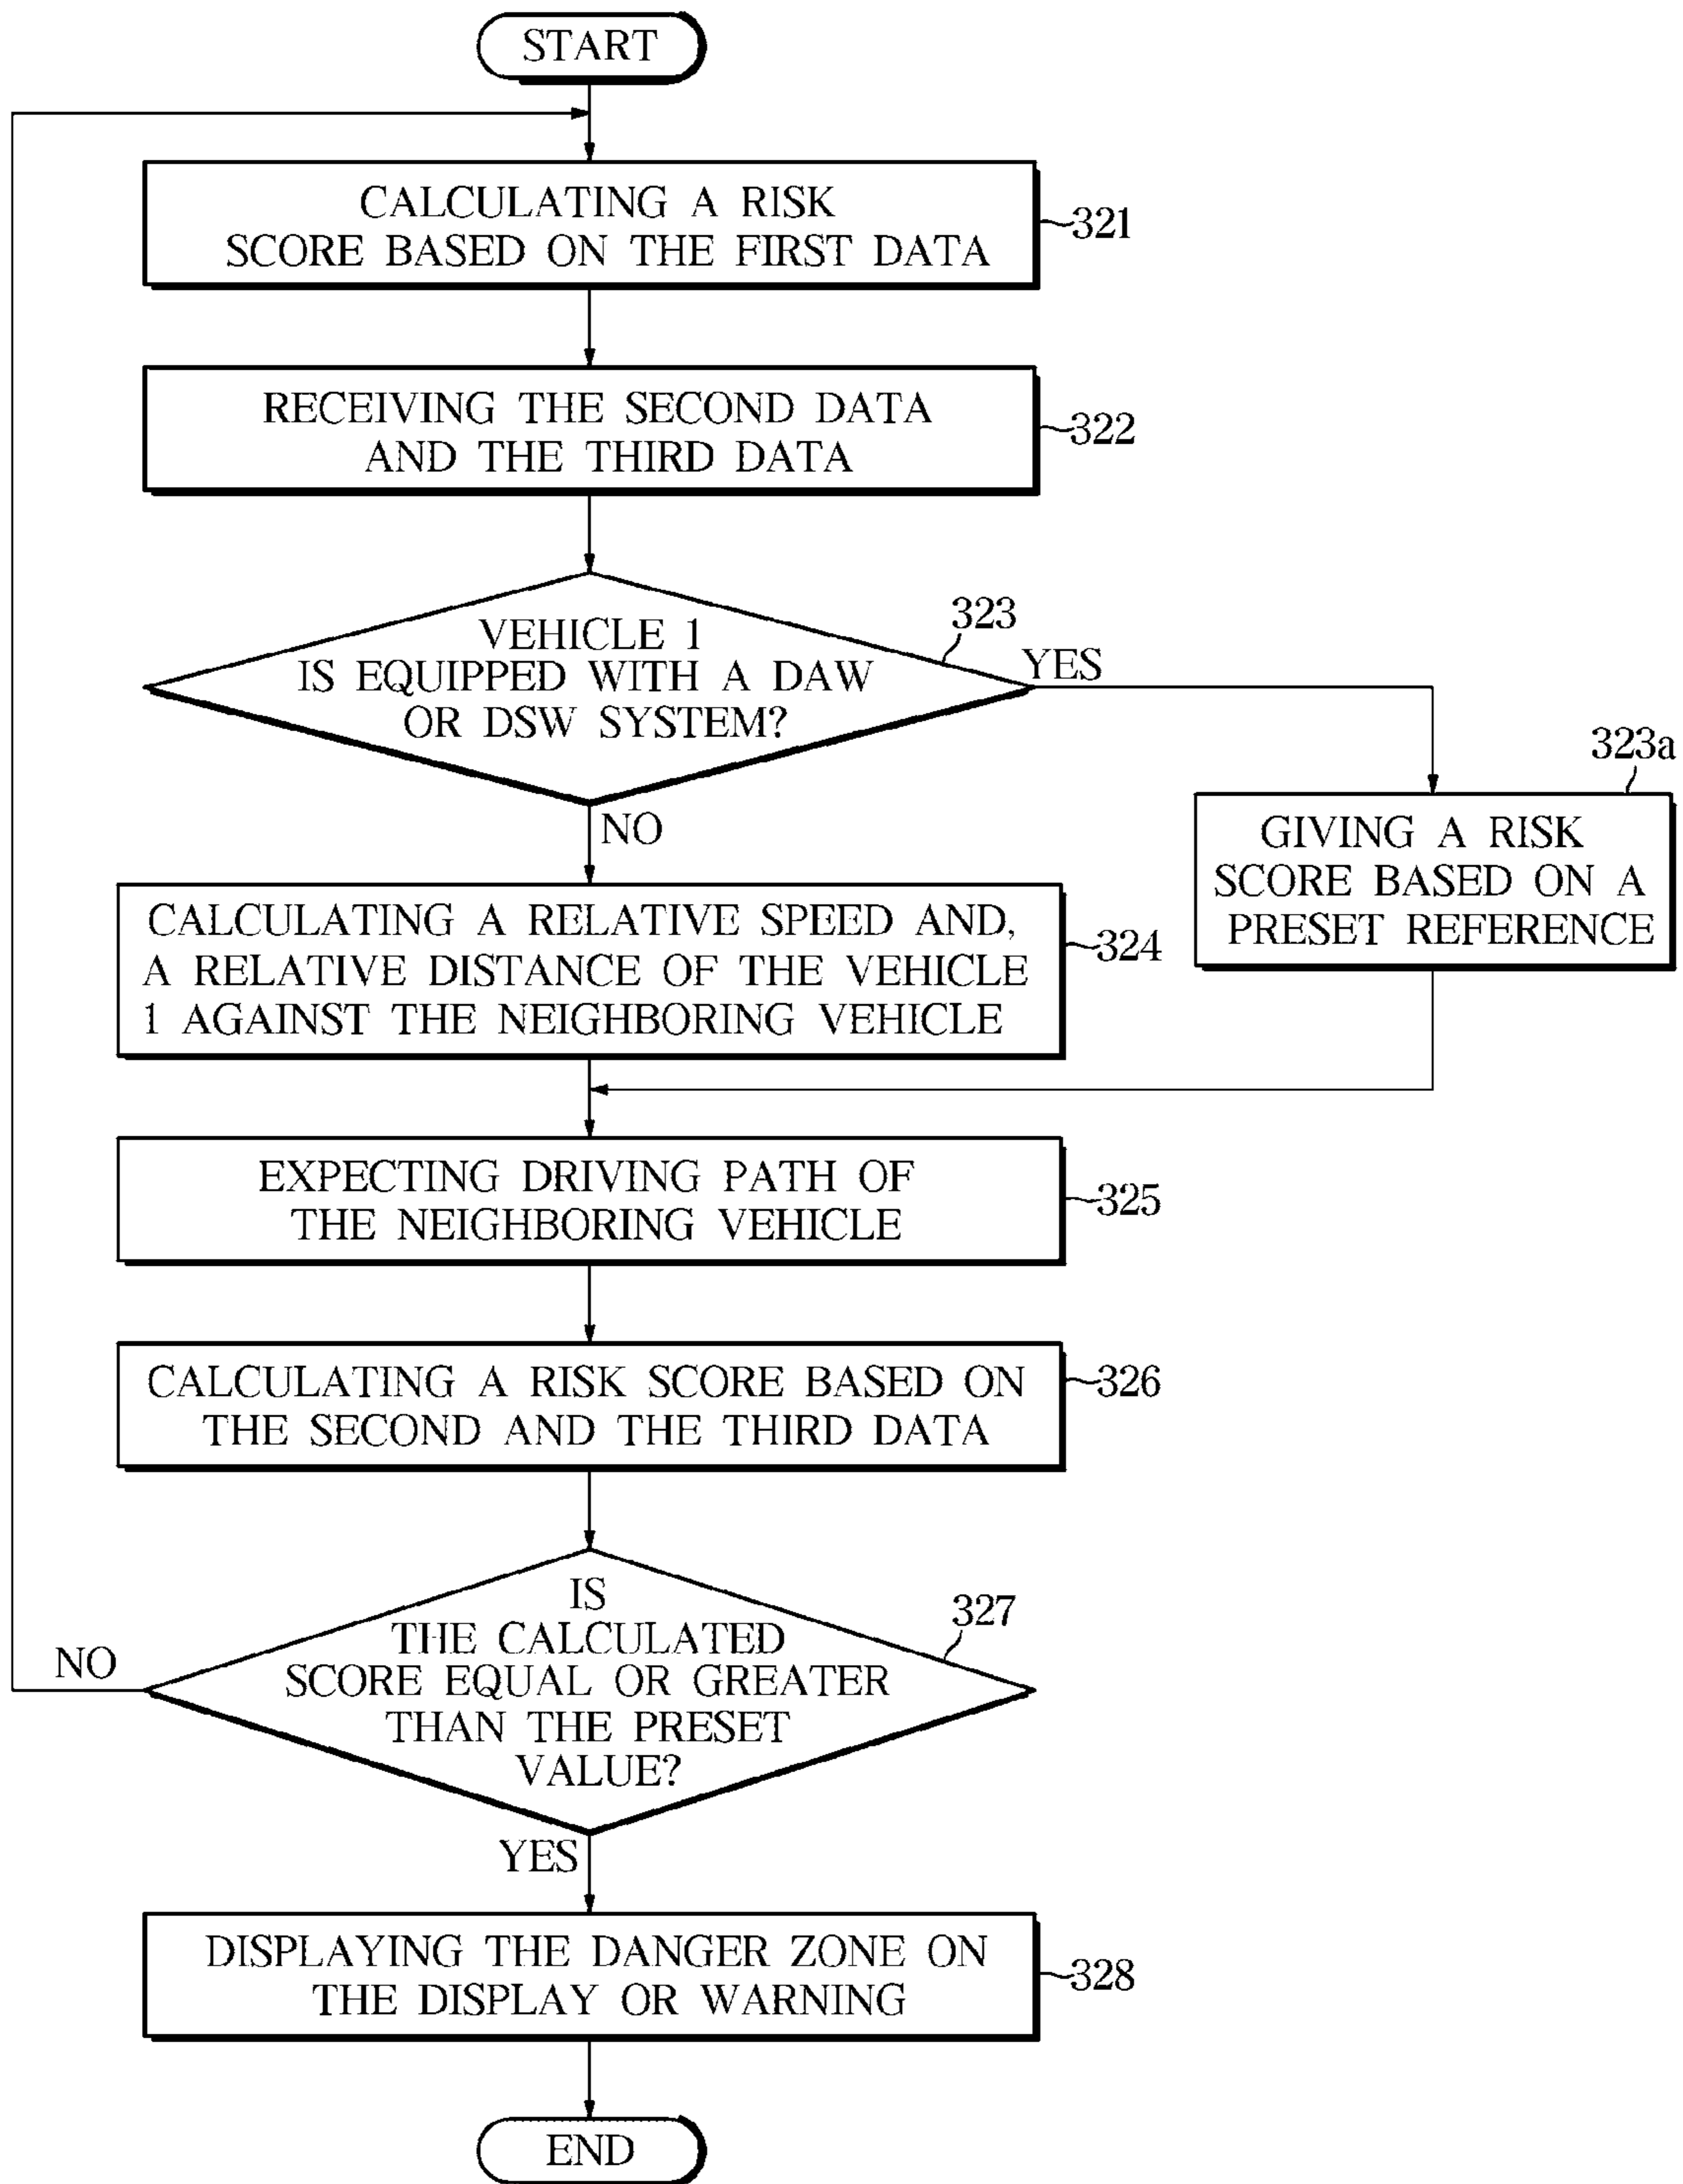 START
CALCULATING A RISK
SCORE BASED ON THE FIRST DATA
321
RECEIVING THE SECOND DATA
AND THE THIRD DATA
322
VEHICLE 1
IS EQUIPPED WITH A DAW
OR DSW SYSTEM?
323
YES
NO
323a
GIVING A RISK
SCORE BASED ON A
PRESET REFERENCE
CALCULATING A RELATIVE SPEED AND,
A RELATIVE DISTANCE OF THE VEHICLE
1 AGAINST THE NEIGHBORING VEHICLE
324
EXPECTING DRIVING PATH OF
THE NEIGHBORING VEHICLE
325
CALCULATING A RISK SCORE BASED ON
THE SECOND AND THE THIRD DATA
326
IS
THE CALCULATED
SCORE EQUAL OR GREATER
THAN THE PRESET
VALUE?
327
NO
YES
DISPLAYING THE DANGER ZONE ON
THE DISPLAY OR WARNING
328
END